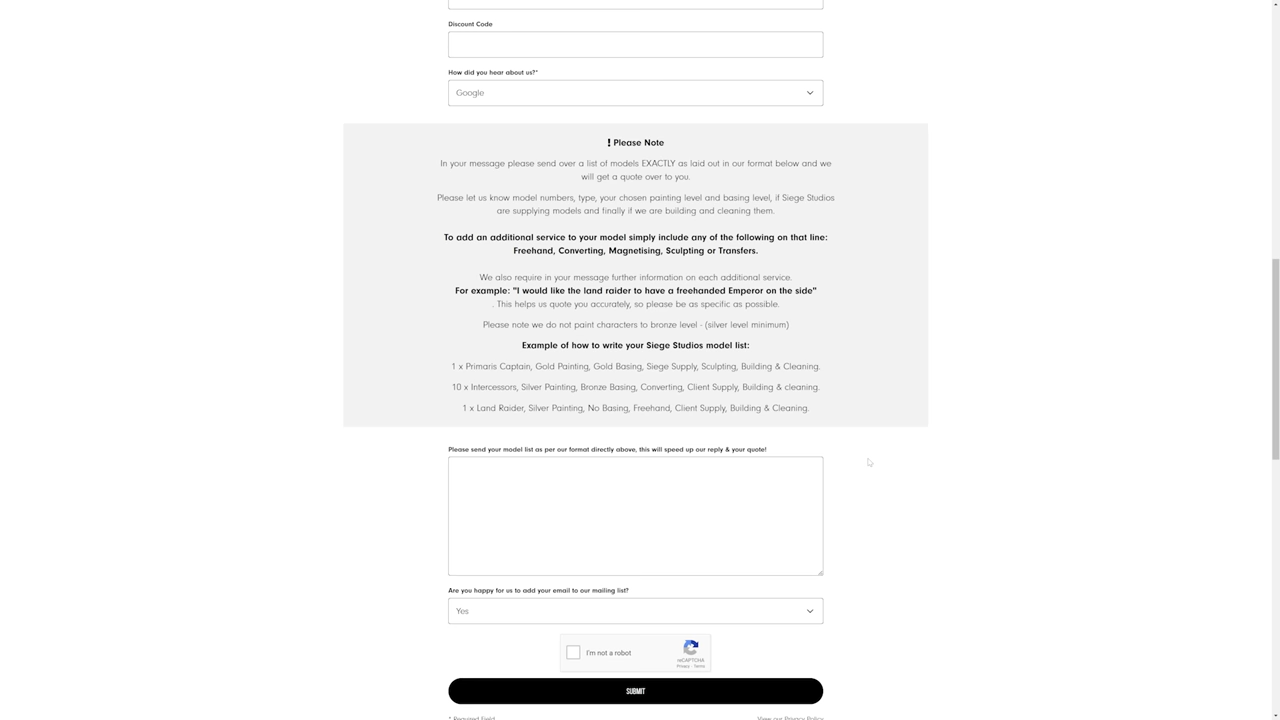 Discount Code
How did you hear about us?*
Google
! Please Note
In your message please send over a list of models EXACTLY as laid out in our format below and we
will get a quote over to you.
Please let us know model numbers, type, your chosen painting level and basing level, if Siege Studios
are supplying models and finally if we are building and cleaning them.
To add an additional service to your model simply include any of the following on that line:
Freehand, Converting, Magnetising, Sculpting or Transfers.
We also require in your message further information on each additional service.
For example: "I would like the land raider to have a freehanded Emperor on the side"
. This helps us quote you accurately, so please be as specific as possible.
Please note we do not paint characters to bronze level - (silver level minimum)
Example of how to write your Siege Studios model list:
1 x Primaris Captain, Gold Painting, Gold Basing, Siege Supply, Sculpting, Building & Cleaning.
10 x Intercessors, Silver Painting, Bronze Basing, Converting, Client Supply, Building & cleaning.
1 x Land Raider, Silver Painting, No Basing, Freehand, Client Supply, Building & Cleaning.
Please send your model list as per our format directly above, this will speed up our reply & your quote!
Are you happy for us to add your email to our mailing list?
Yes
I'm not a robot
reCAPTCHA
Privacy - Terms
SUBMIT
* Required Field
View our Privacy Policy